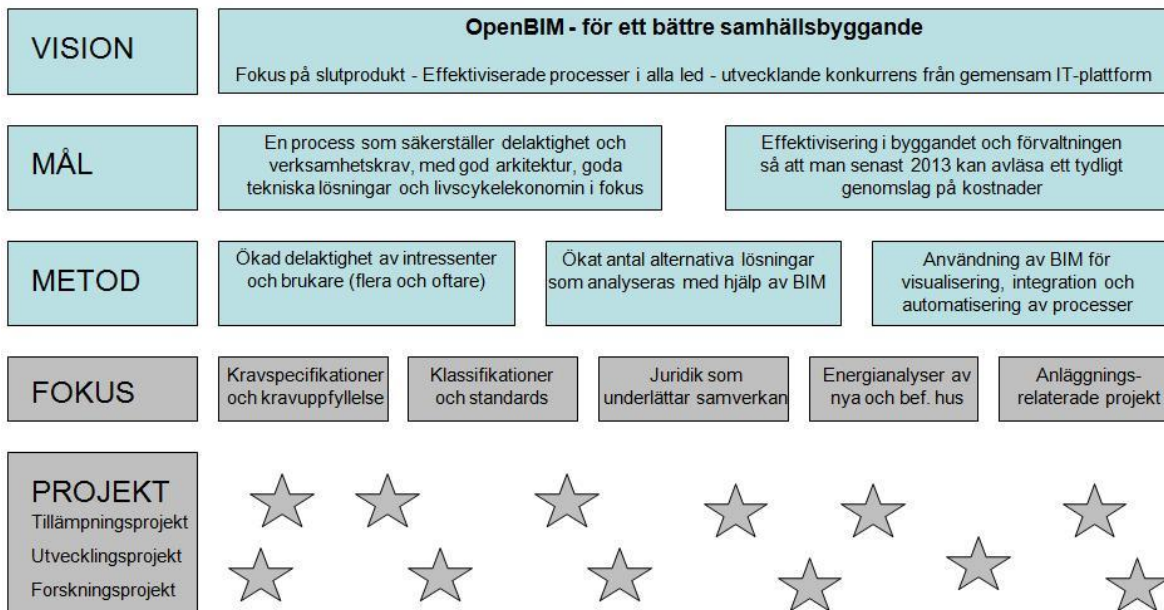 VISION
OpenBIM - för ett bättre samhällsbyggande
Fokus på slutprodukt - Effektiviserade processer i alla led - utvecklande konkurrens från gemensam IT-plattform
MÅL
En process som säkerställer delaktighet och
verksamhetskrav, med god arkitektur, goda
tekniska lösningar och livscykelekonomin i fokus
Effektivisering i byggandet och förvaltningen
så att man senast 2013 kan avläsa ett tydligt
genomslag på kostnader
METOD
Ökad delaktighet av intressenter
och brukare (flera och oftare)
Ökat antal alternativa lösningar
som analyseras med hjälp av BIM
Användning av BIM för
visualisering, integration och
automatisering av processer
FOKUS
Kravspecifikationer
och kravuppfyllelse
Klassifikationer
och standards
Juridik som
underlättar samverkan
Energianalyser av
nya och bef. hus
Anläggnings-
relaterade projekt
PROJEKT
Tillämpningsprojekt
Utvecklingsprojekt
Forskningsprojekt